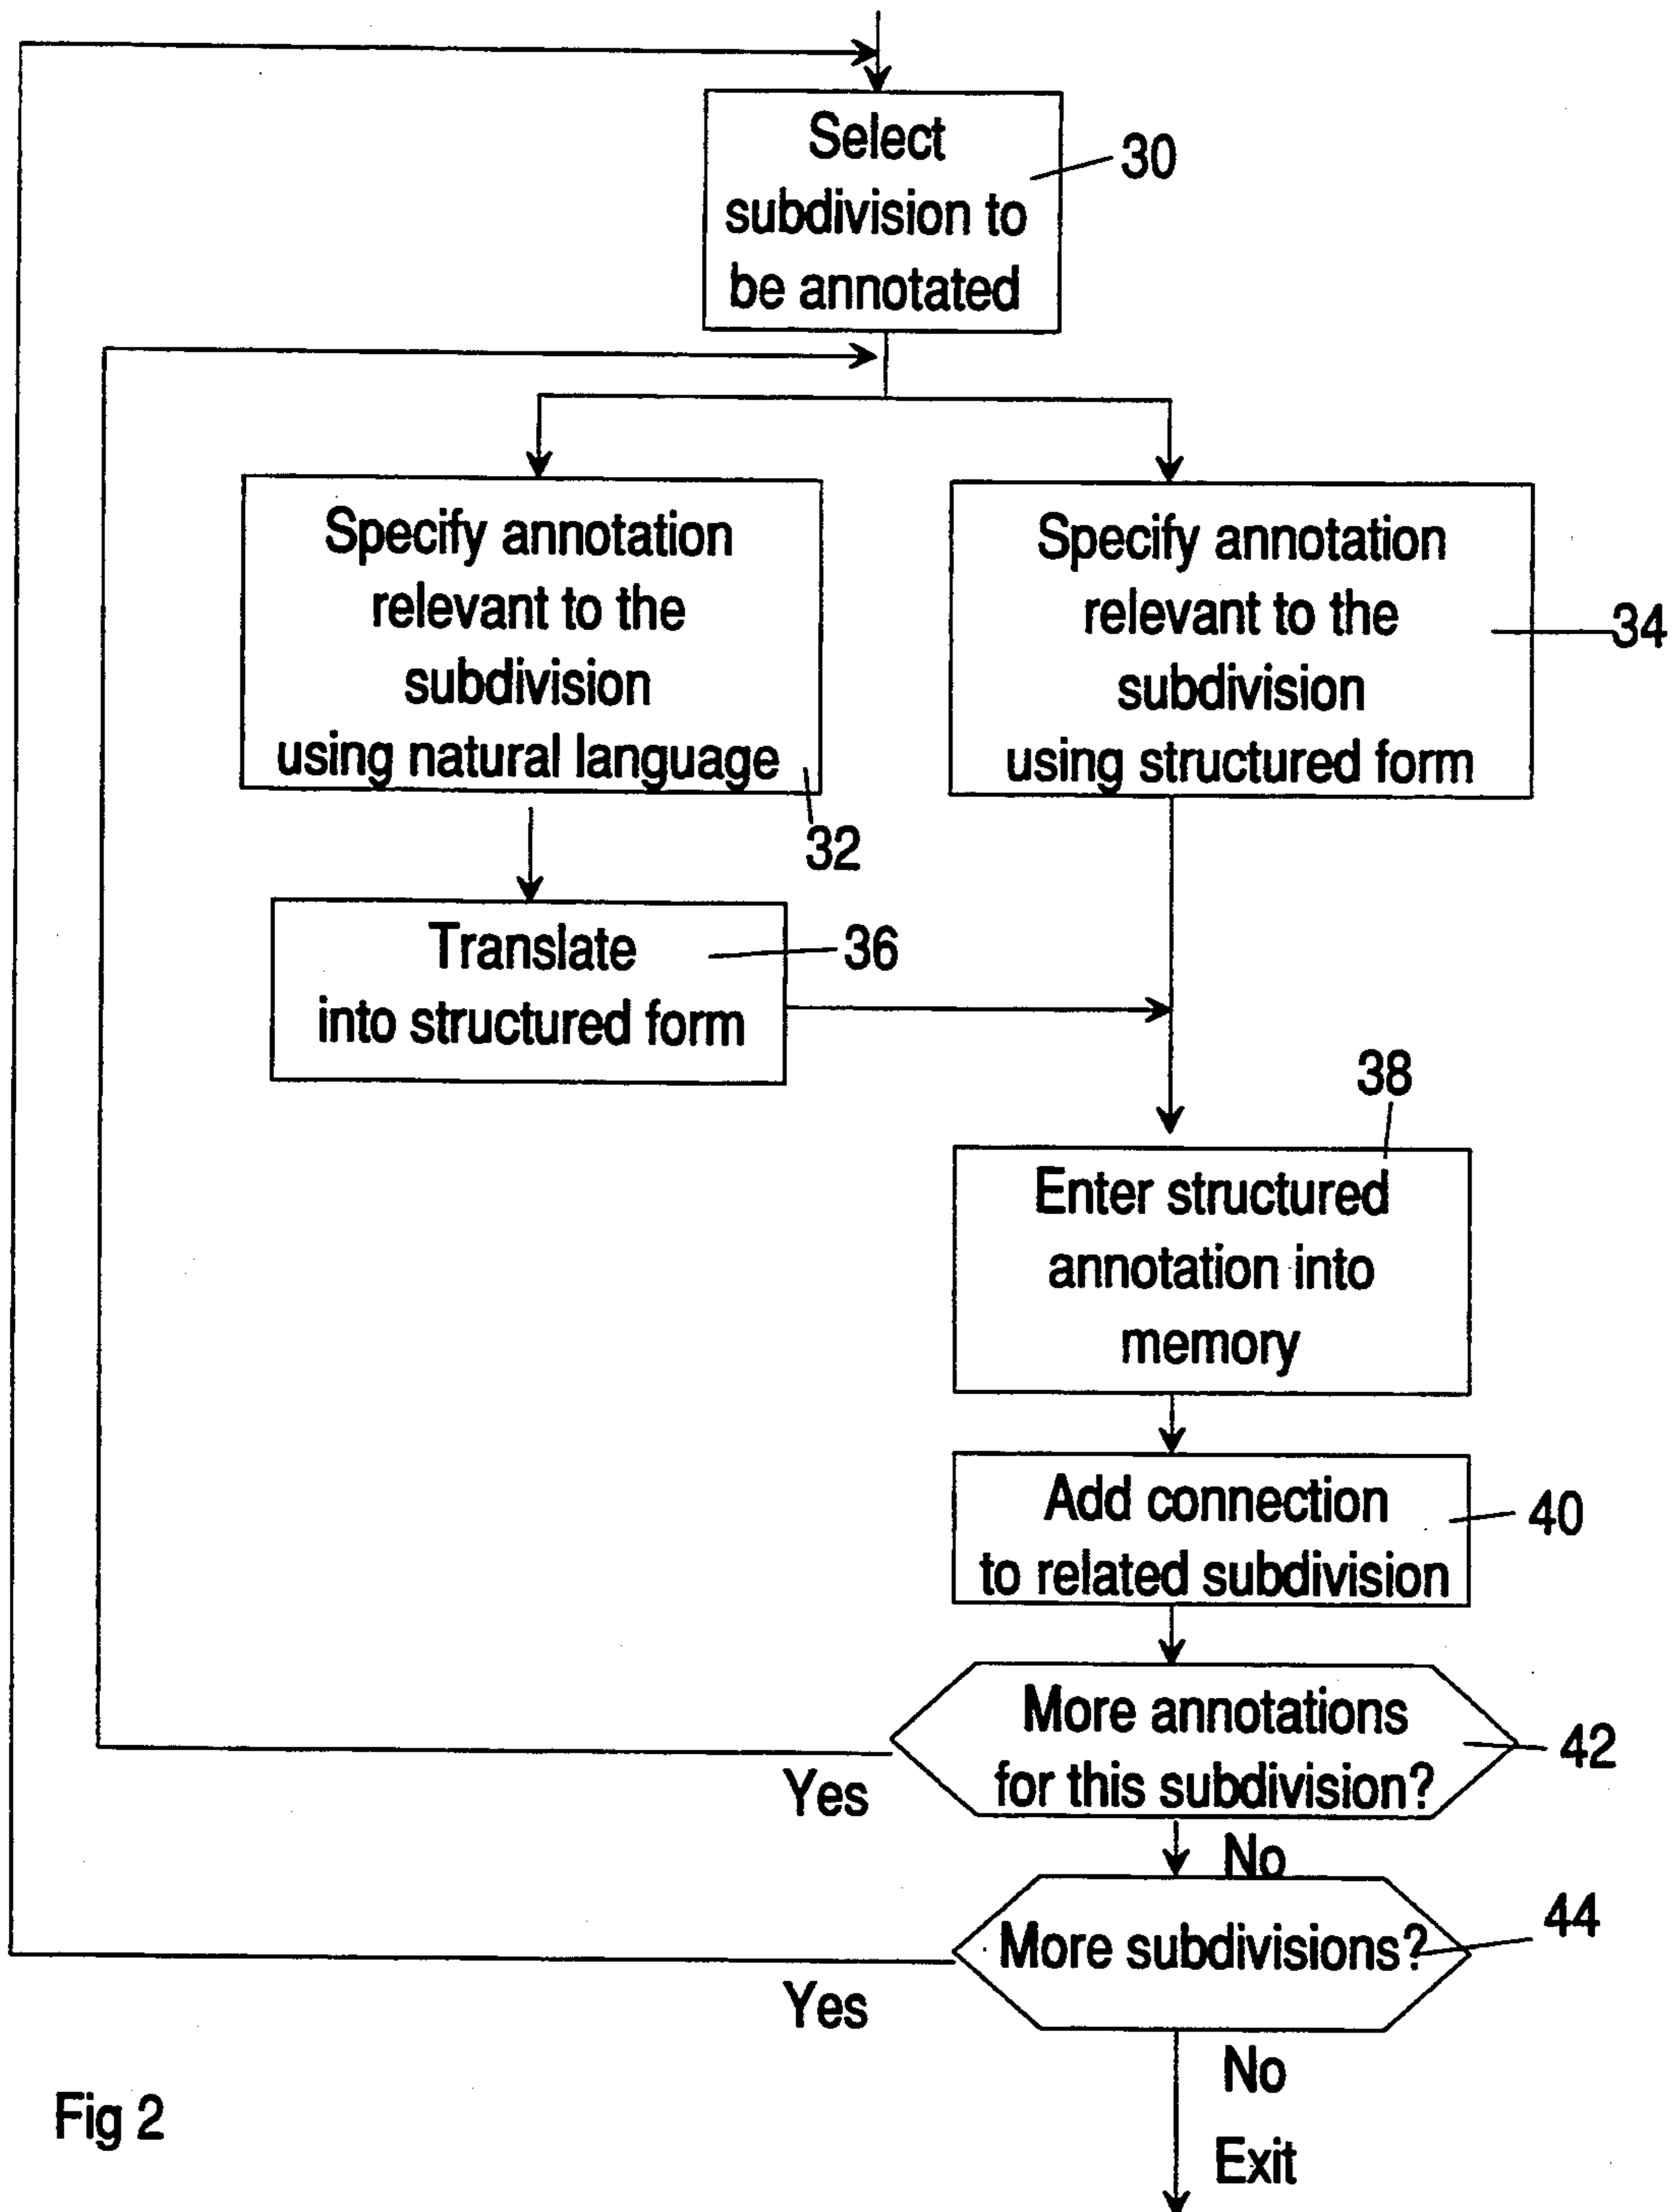 Select
subdivision to
be annotated
30
Specify annotation
relevant to the
subdivision
using natural language
32
Specify annotation
relevant to the
subdivision
using structured form
34
Translate
into structured form
36
38
Enter structured
annotation into
memory
Add connection
to related subdivision
40
More annotations
for this subdivision?
42
Yes
No
More subdivisions?
44
Yes
No
Exit
Fig 2